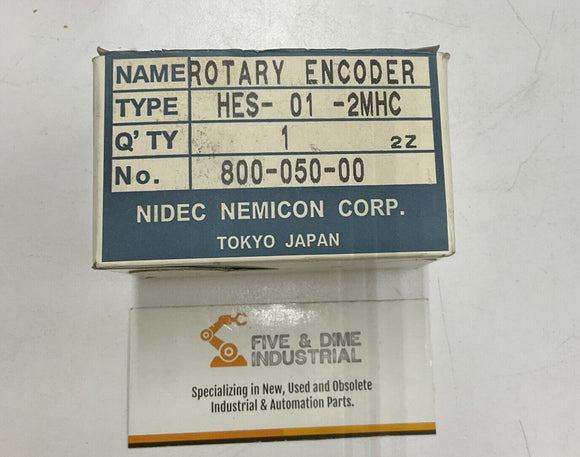 NAME ROTARY ENCODER
TYPE HES- 01 -2MHC
Q'TY 1 2Z
No. 800-050-00
NIDEC NEMICON CORP.
TOKYO JAPAN
FIVE & DIME
INDUSTRIAL
Specializing in New, Used and Obsolete
Industrial & Automation Parts.